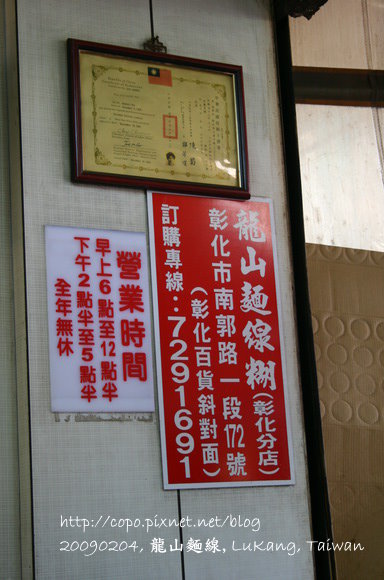 龍山麵線糊(彰化分店)
彰化市南郭路一段172號
(彰化百貨斜對面)
訂購專線:7291691
營業時間
早上6點至12點半
下午2點半至5點半
全年無休
http://copo.pixnet.net/blog
20090204, 龍山麵線, LuKang, Taiwan